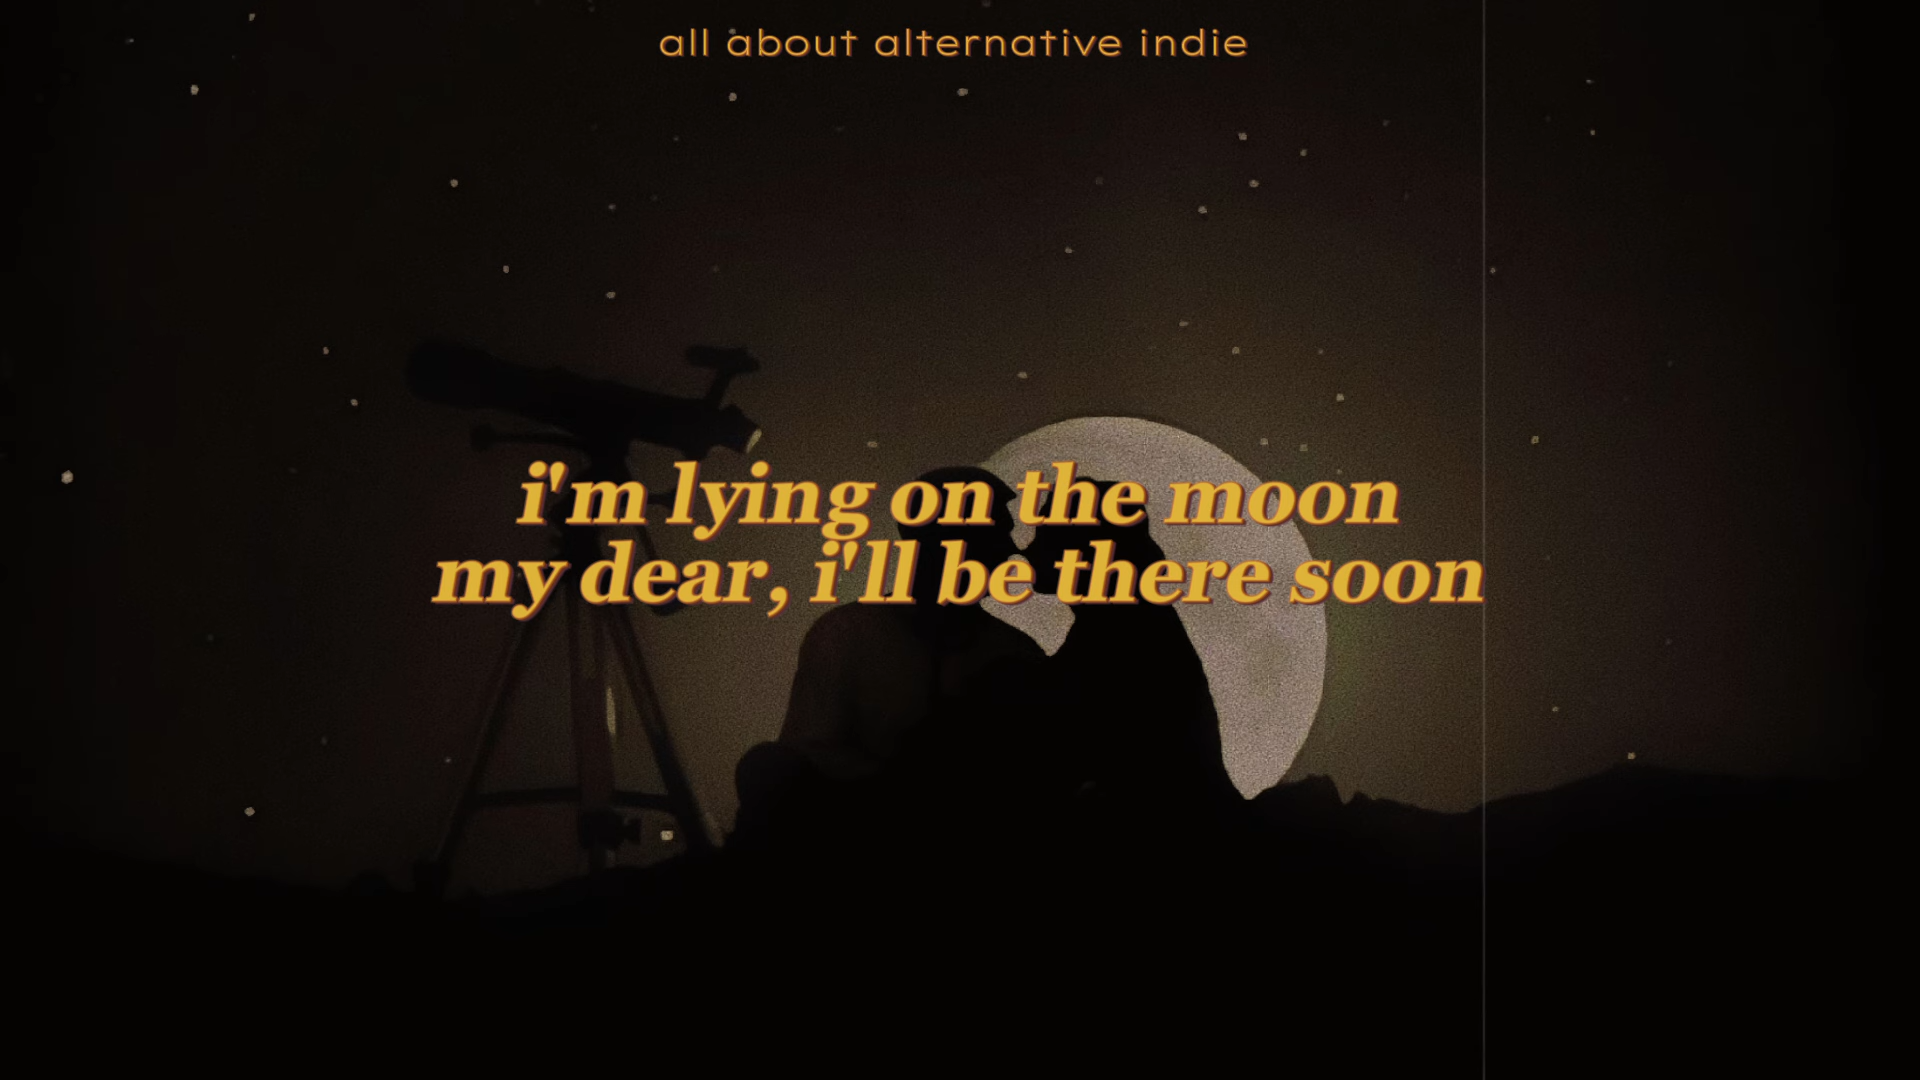 all about alternative indie
i'm lying on the moon
my dear, i'll be there soon